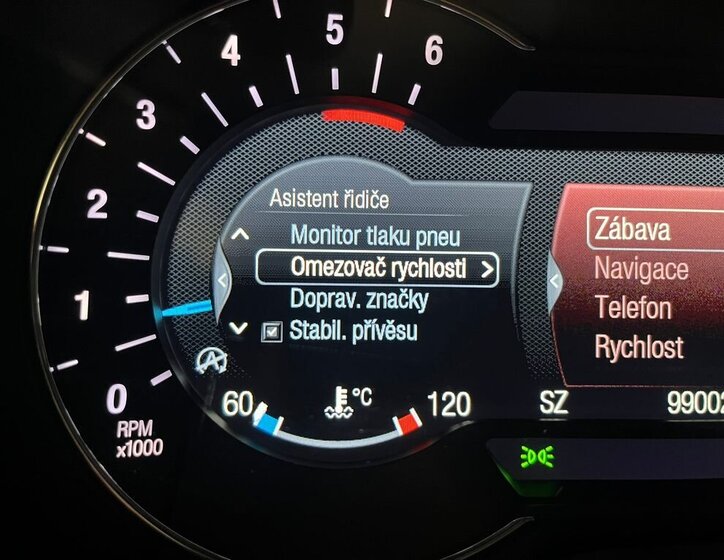 5
4
6
3
2
1
0
RPM
x1000
Asistent řidiče
Monitor tlaku pneu
Omezovač rychlosti
Doprav. značky
Stabil. přívěsu
Zábava
Navigace
Telefon
Rychlost
60
°C
120
SZ
99002